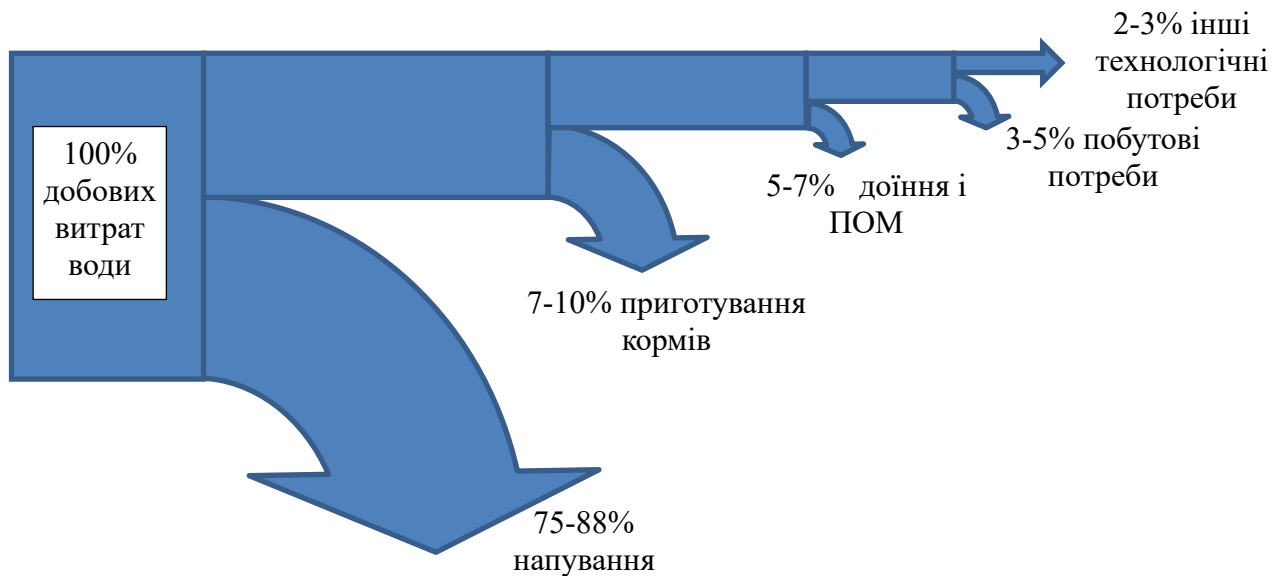 100%
добових
витрат
води
2-3% інші
технологічні
потреби
3-5% побутові
потреби
5-7% доїння і
ПОМ
7-10% приготування
кормів
75-88%
напування